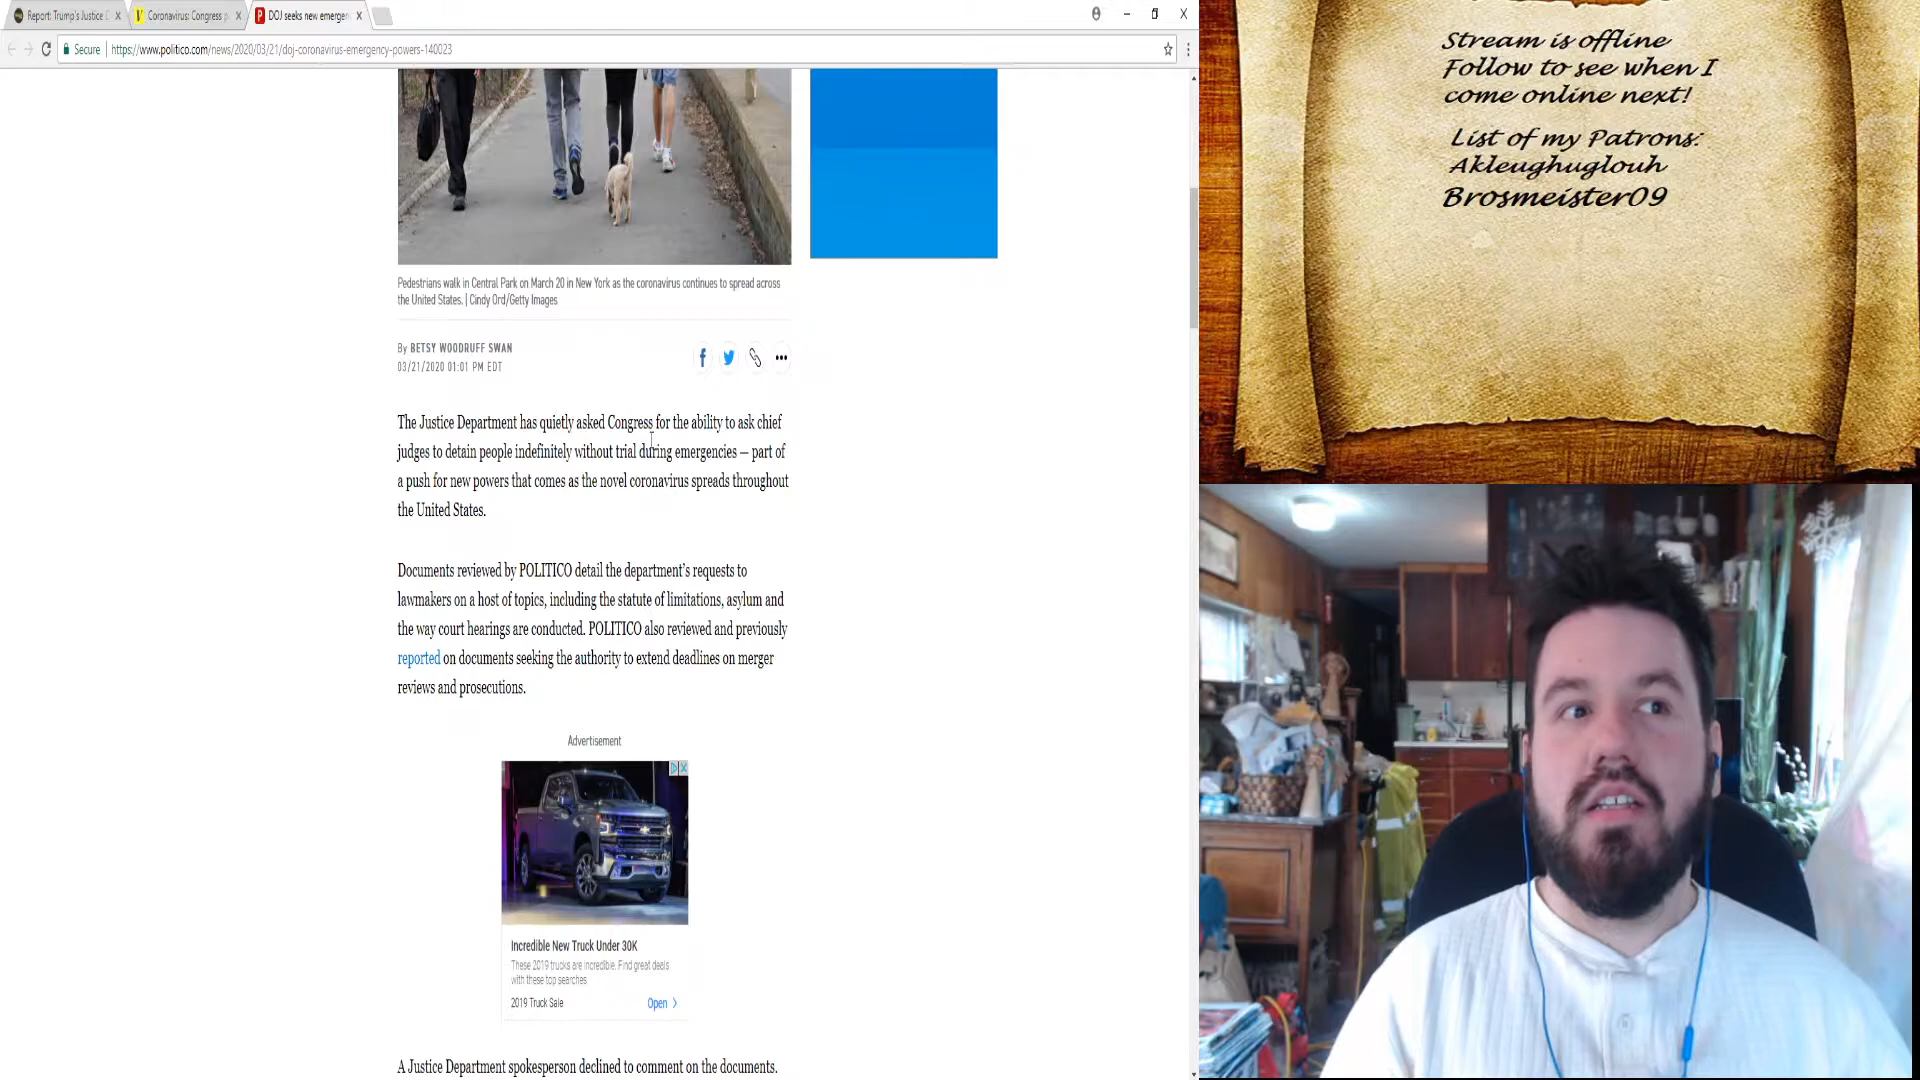 Report: Trump's Justice D
Coronavirus: Congress p
DOJ seeks new emergen
Secure
https://www.politico.com/news/2020/03/21/doj-coronavirus-emergency-powers-140023
Pedestrians walk in Central Park on March 20 in New York as the coronavirus continues to spread across
the United States. | Cindy Ord/Getty Images
By BETSY WOODRUFF SWAN
03/21/2020 01:01 PM EDT
The Justice Department has quietly asked Congress for the ability to ask chief
judges to detain people indefinitely without trial during emergencies — part of
a push for new powers that comes as the novel coronavirus spreads throughout
the United States.
Documents reviewed by POLITICO detail the department's requests to
lawmakers on a host of topics, including the statute of limitations, asylum and
the way court hearings are conducted. POLITICO also reviewed and previously
reported on documents seeking the authority to extend deadlines on merger
reviews and prosecutions.
Advertisement
Incredible New Truck Under 30K
These 2019 trucks are incredible. Find great deals
with these top searches
2019 Truck Sale
Open >
A Justice Department spokesperson declined to comment on the documents.
Stream is offline
Follow to see when I
come online next!
List of my Patrons:
Akleughuglouh
Brosmeister09